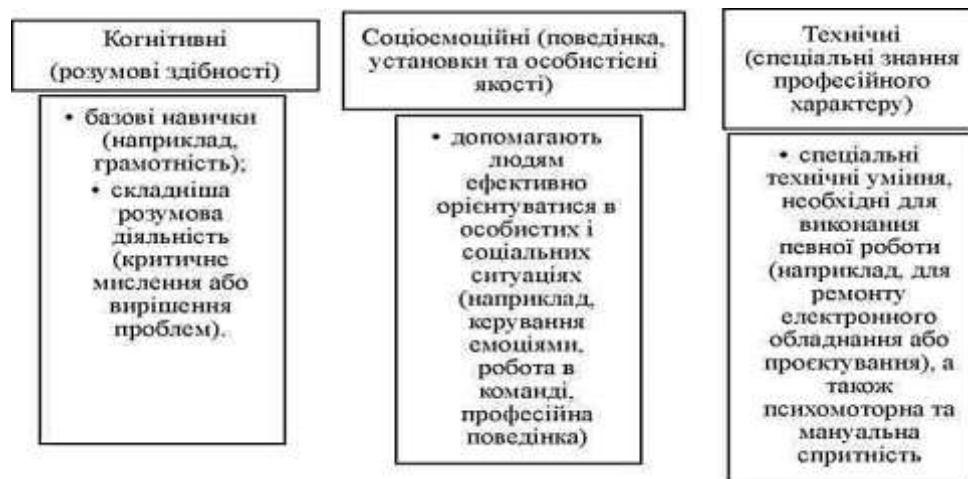 Когнітивні
(розумові здібності)
• базові навички
(наприклад,
грамотність);
• складніша
розумова
діяльність
(критичне
мислення або
вирішення
проблем).
Соціоемоційні (поведінка,
установки та особистісні
якості)
• допомагають
людям
ефективно
орієнтуватися в
особистих і
соціальних
ситуаціях
(наприклад,
керування
емоціями,
робота в
команді,
професійна
поведінка)
Технічні
(спеціальні знання
професійного
характеру)
• спеціальні
технічні уміння,
необхідні для
виконання
певної роботи
(наприклад, для
ремонту
електронного
обладнання або
проєктування), а
також
психомоторна та
мануальна
спритність